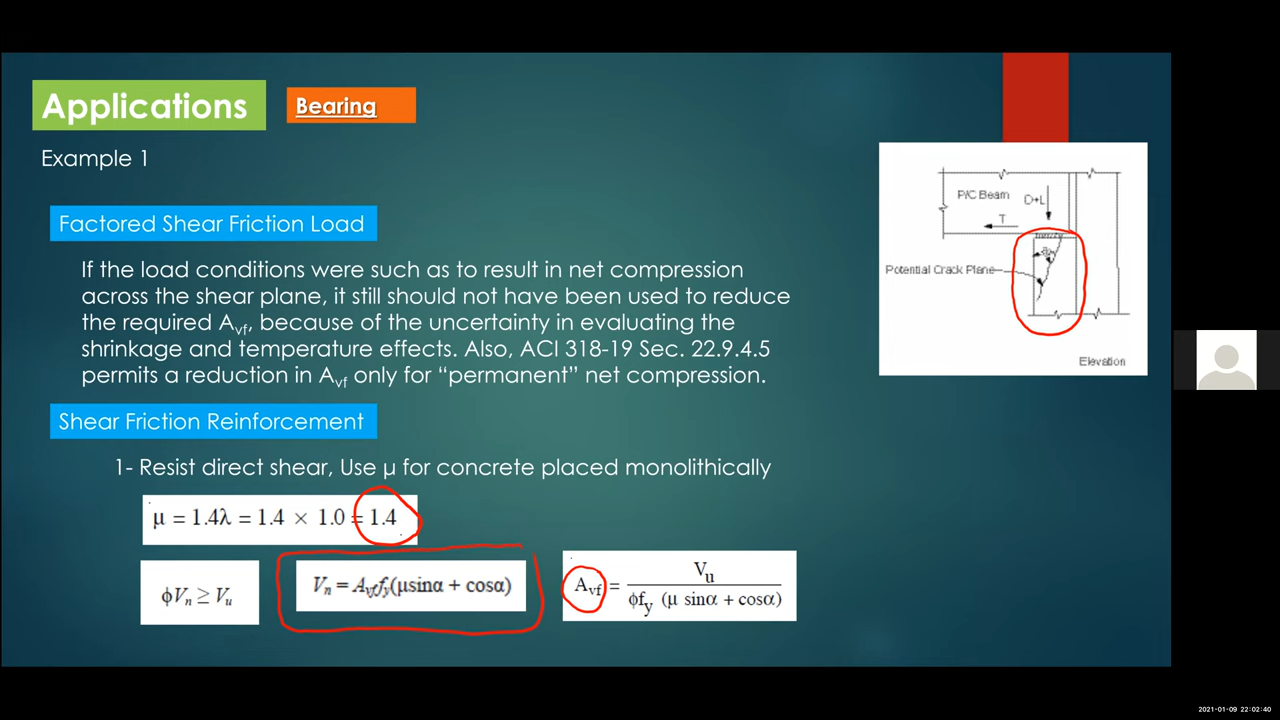 Applications
Bearing
Example 1
Factored Shear Friction Load
If the load conditions were such as to result in net compression
across the shear plane, it still should not have been used to reduce
the required Avf, because of the uncertainty in evaluating the
shrinkage and temperature effects. Also, ACI 318-19 Sec. 22.9.4.5
permits a reduction in Avf only for “permanent” net compression.
Shear Friction Reinforcement
1- Resist direct shear, Use µ for concrete placed monolithically
µ = 1.4λ = 1.4 × 1.0 = 1.4
ϕVn ≥ Vu
Vn = Avf fy(µsinα + cosα)
Avf = Vu / ϕfy (µ sinα + cosα)
P/C Beam
D+L
T
Potential Crack Plane
Elevation
2021-01-09 22:02:40